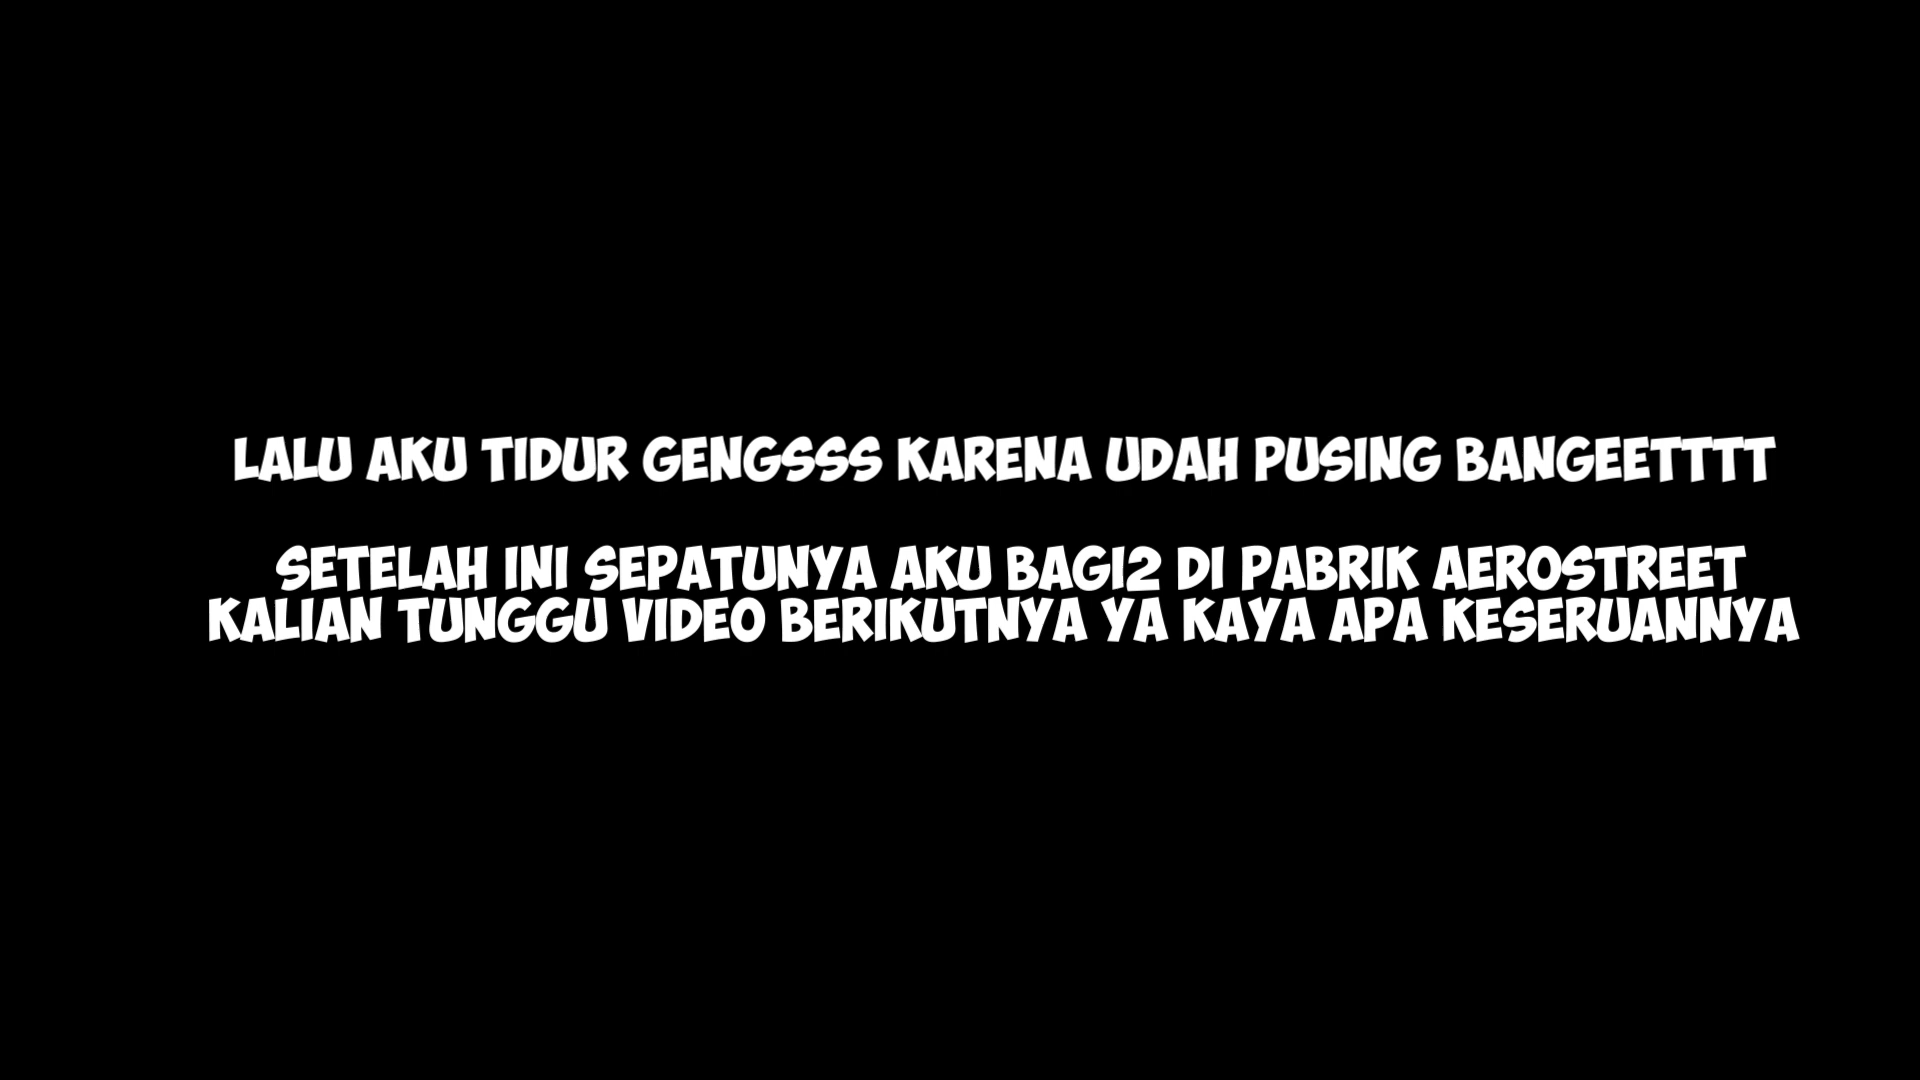 LALU AKU TIDUR GENGSSS KARENA UDAH PUSING BANGEETTTT
SETELAH INI SEPATUNYA AKU BAGI2 DI PABRIK AEROSTREET
KALIAN TUNGGU VIDEO BERIKUTNYA YA KAYA APA KESERUANNYA